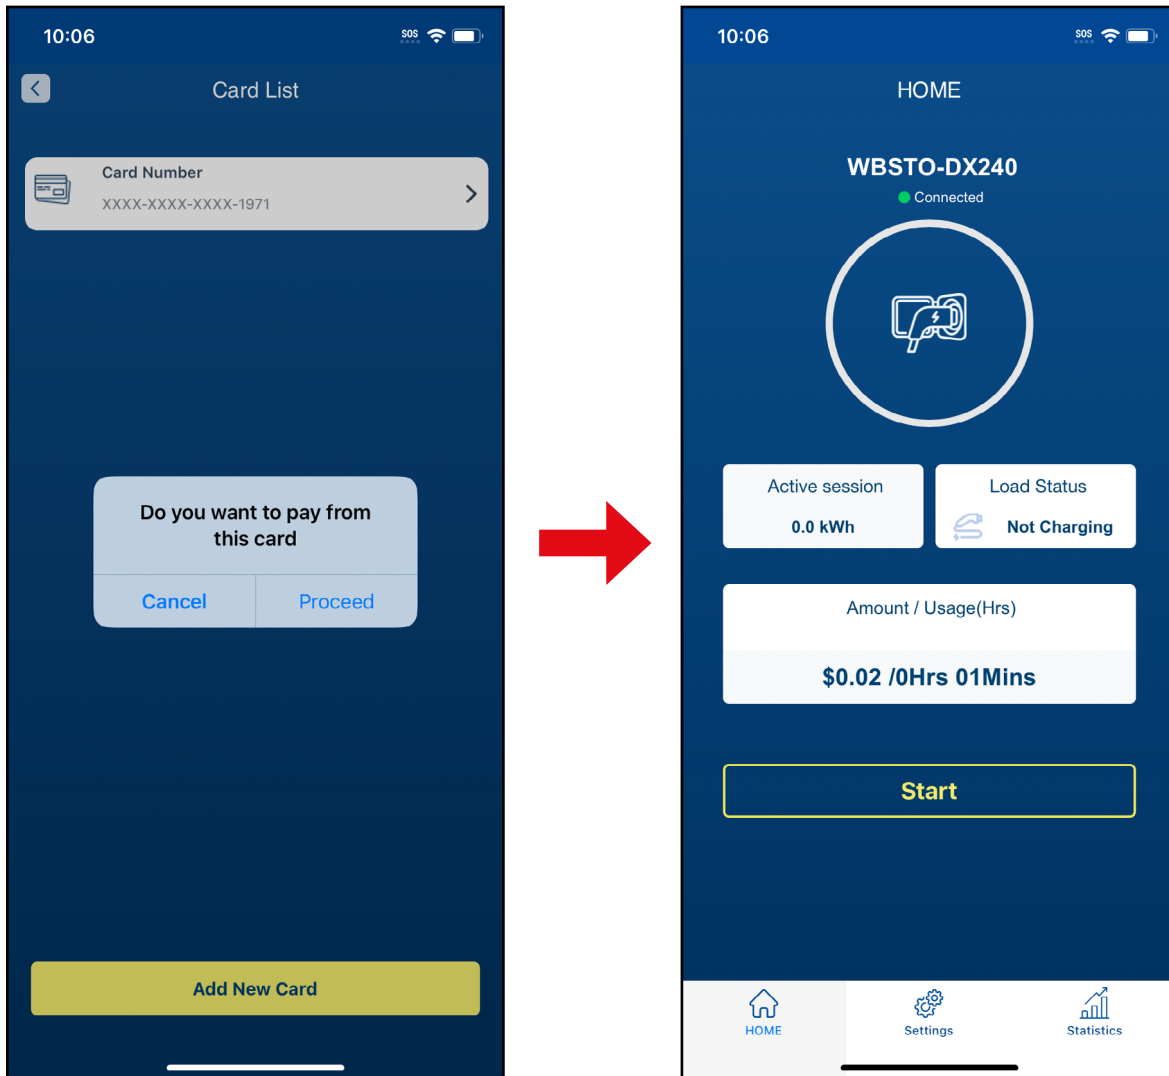 10:06
SOS
Card List
Card Number
XXXX-XXXX-XXXX-1971
Do you want to pay from
this card
Cancel
Proceed
Add New Card
10:06
SOS
HOME
WBSTO-DX240
Connected
Active session
0.0 kWh
Load Status
Not Charging
Amount / Usage(Hrs)
$0.02 /0Hrs 01Mins
Start
HOME
Settings
Statistics